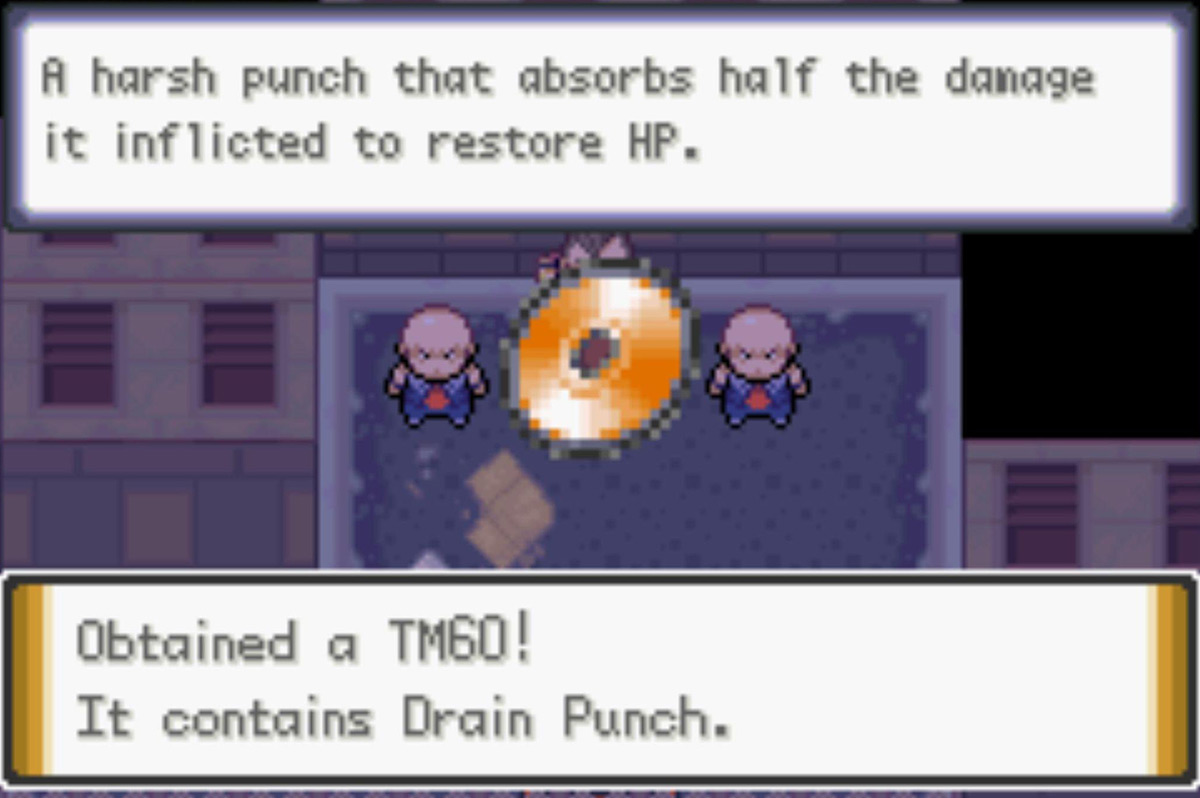 A harsh punch that absorbs half the damage
it inflicted to restore HP.
Obtained a TM60!
It contains Drain Punch.